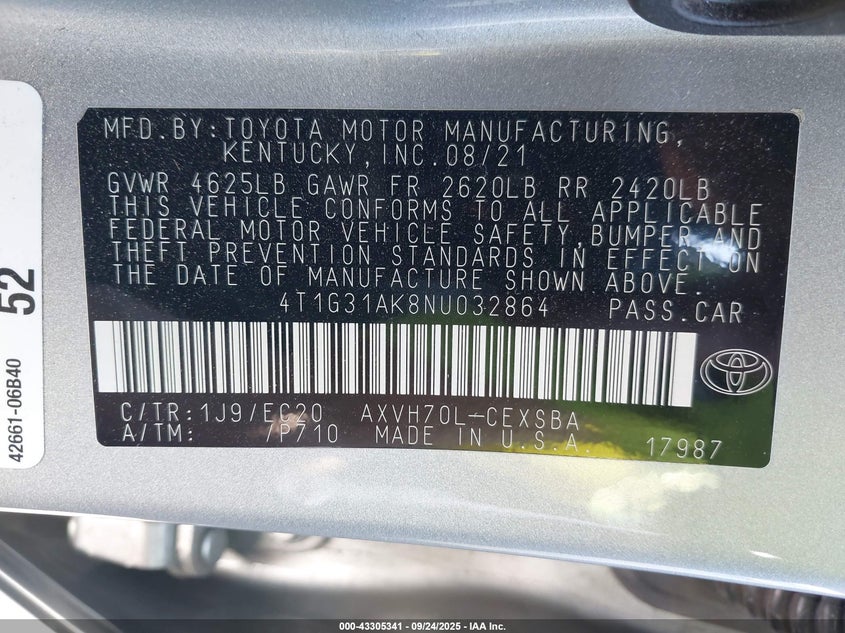 MFD.BY:TOYOTA MOTOR MANUFACTURING,
KENTUCKY,INC.08/21
GVWR 4625LB GAWR FR 2620LB RR 2420LB
THIS VEHICLE CONFORMS TO ALL APPLICABLE
FEDERAL MOTOR VEHICLE SAFETY,BUMPER AND
THEFT PREVENTION STANDARDS IN EFFECT ON
THE DATE OF MANUFACTURE SHOWN ABOVE.
4T1G31AK8NU032864 PASS.CAR
C/TR:1J9/EC20 AXVH70L-CEXSBA
A/TM: /P710 MADE IN U.S.A. 17987
52
42661-06B40
000-43305341 - 09/24/2025 - IAA Inc.